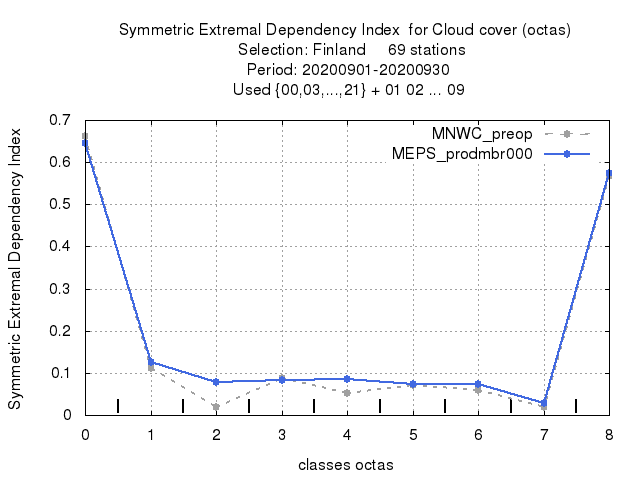 Symmetric Extremal Dependency Index  for Cloud cover (octas)
Selection: Finland     69 stations
Period: 20200901-20200930
Used {00,03,...,21} + 01 02 ... 09
MNWC_preop
MEPS_prodmbr000
Symmetric Extremal Dependency Index
0.7
0.6
0.5
0.4
0.3
0.2
0.1
0
0 1 2 3 4 5 6 7 8
classes octas